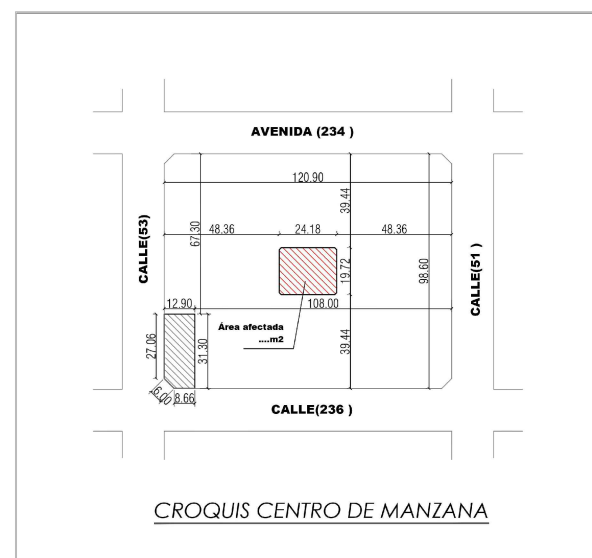 AVENIDA (234 )
120.90
39.44
CALLE(53)
67.30
48.36
24.18
48.36
19.72
98.60
CALLE(51 )
12.90
108.00
Área afectada
....m2
27.06
31.30
39.44
6.00
8.66
CALLE(236 )
CROQUIS CENTRO DE MANZANA